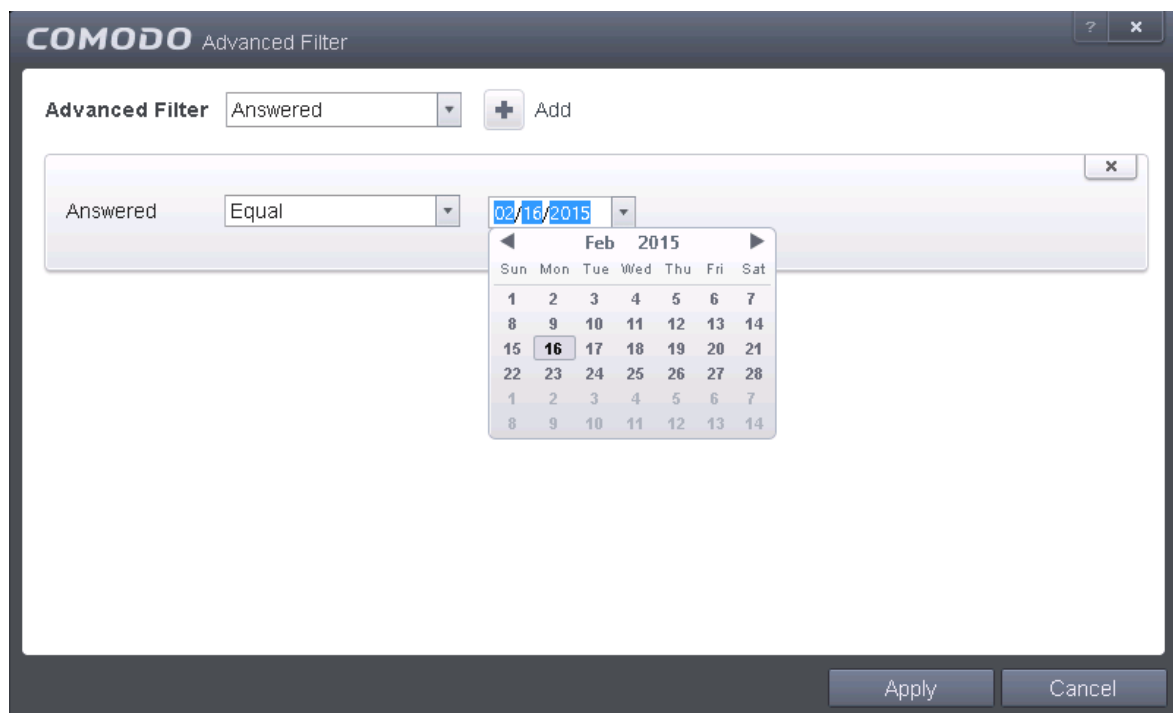 COMODO Advanced Filter ? x
Advanced Filter Answered + Add
x
Answered Equal 02/16/2015
Feb 2015
Sun Mon Tue Wed Thu Fri Sat
1 2 3 4 5 6 7
8 9 10 11 12 13 14
15 16 17 18 19 20 21
22 23 24 25 26 27 28
1 2 3 4 5 6 7
8 9 10 11 12 13 14
Apply Cancel